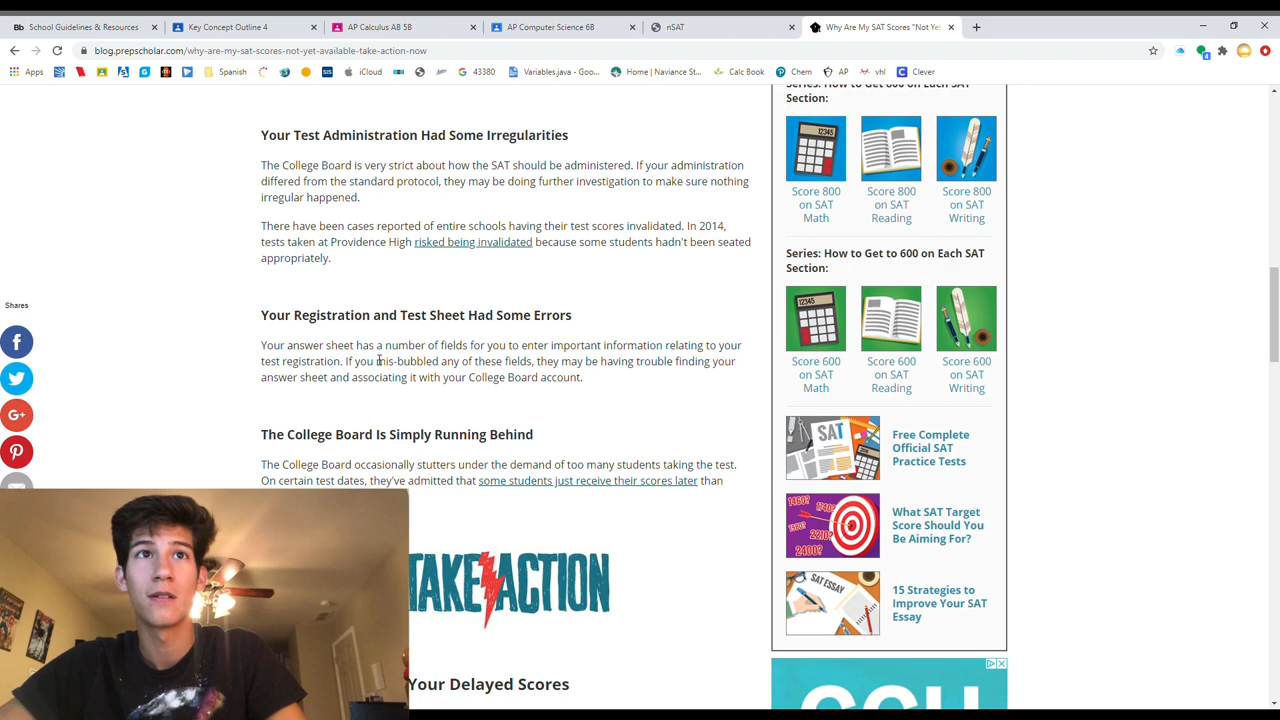 School Guidelines & Resources
Key Concept Outline 4
AP Calculus AB 5B
AP Computer Science 6B
nSAT
Why Are My SAT Scores "Not Ye
blog.prepscholar.com/why-are-my-sat-scores-not-yet-available-take-action-now
Apps
Spanish
SIS
iCloud
43380
Variables.java - Goo...
Home | Naviance St...
Calc Book
Chem
AP
vhl
Clever
Your Test Administration Had Some Irregularities
The College Board is very strict about how the SAT should be administered. If your administration
differed from the standard protocol, they may be doing further investigation to make sure nothing
irregular happened.
There have been cases reported of entire schools having their test scores invalidated. In 2014,
tests taken at Providence High risked being invalidated because some students hadn't been seated
appropriately.
Shares
Your Registration and Test Sheet Had Some Errors
Your answer sheet has a number of fields for you to enter important information relating to your
test registration. If you mis-bubbled any of these fields, they may be having trouble finding your
answer sheet and associating it with your College Board account.
The College Board Is Simply Running Behind
The College Board occasionally stutters under the demand of too many students taking the test.
On certain test dates, they've admitted that some students just receive their scores later than
TAKE ACTION
Your Delayed Scores
Series: How to Get 800 on Each SAT
Section:
12345
Score 800
on SAT
Math
Score 800
on SAT
Reading
Score 800
on SAT
Writing
Series: How to Get to 600 on Each SAT
Section:
12345
Score 600
on SAT
Math
Score 600
on SAT
Reading
Score 600
on SAT
Writing
SAT
Free Complete
Official SAT
Practice Tests
1740?
2210?
2400?
What SAT Target
Score Should You
Be Aiming For?
SAT ESSAY
15 Strategies to
Improve Your SAT
Essay